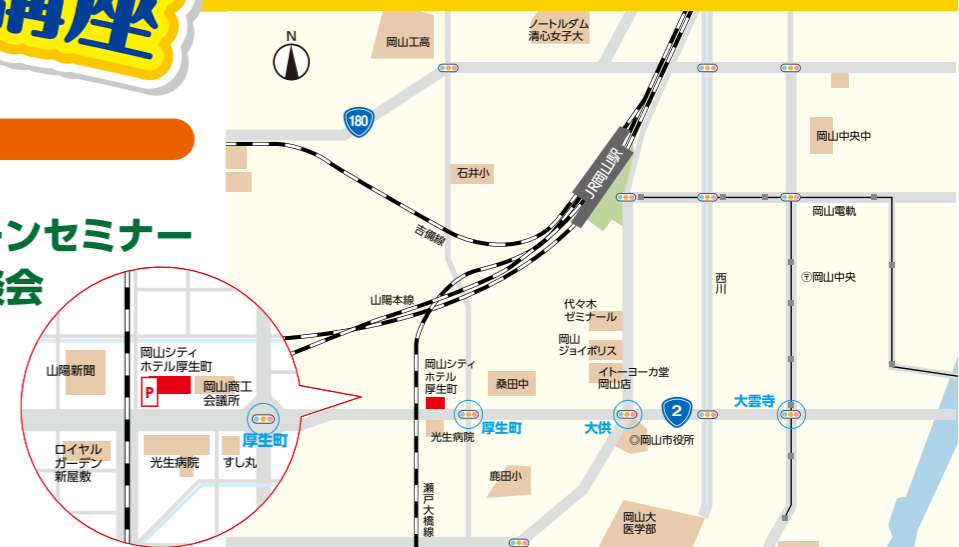 講座
ーンセミナー
談会
N
岡山工高
ノートルダム
清心女子大
180
JR岡山駅
岡山中央中
石井小
吉備線
岡山電軌
西川
〶岡山中央
山陽本線
代々木
ゼミナール
岡山
ジョイポリス
イトーヨーカ堂
岡山店
岡山シティ
ホテル
厚生町
桑田中
2
大雲寺
厚生町
大供
光生病院
◎岡山市役所
鹿田小
瀬戸大橋線
岡山大
医学部
岡山シティ
ホテル厚生町
山陽新聞
P
岡山商工
会議所
厚生町
ロイヤル
ガーデン
新屋敷
光生病院
すし丸